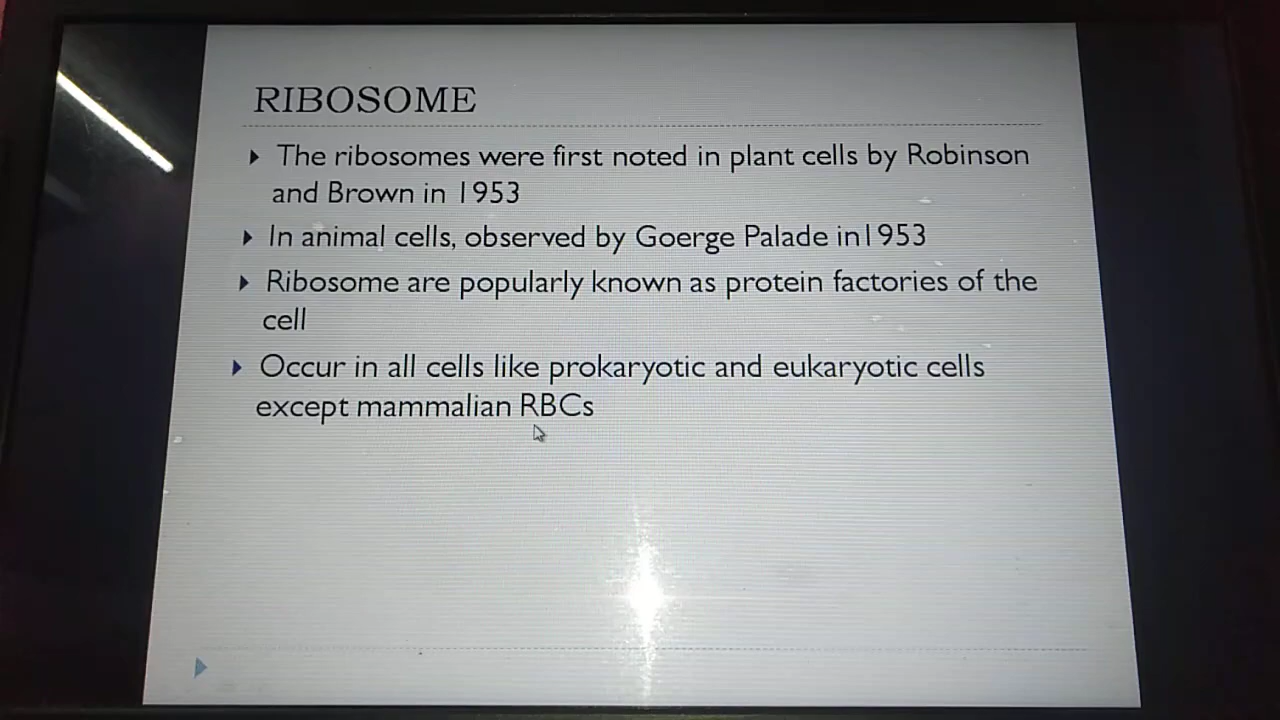 RIBOSOME
The ribosomes were first noted in plant cells by Robinson
and Brown in 1953
In animal cells, observed by Goerge Palade in1953
Ribosome are popularly known as protein factories of the
cell
Occur in all cells like prokaryotic and eukaryotic cells
except mammalian RBCs